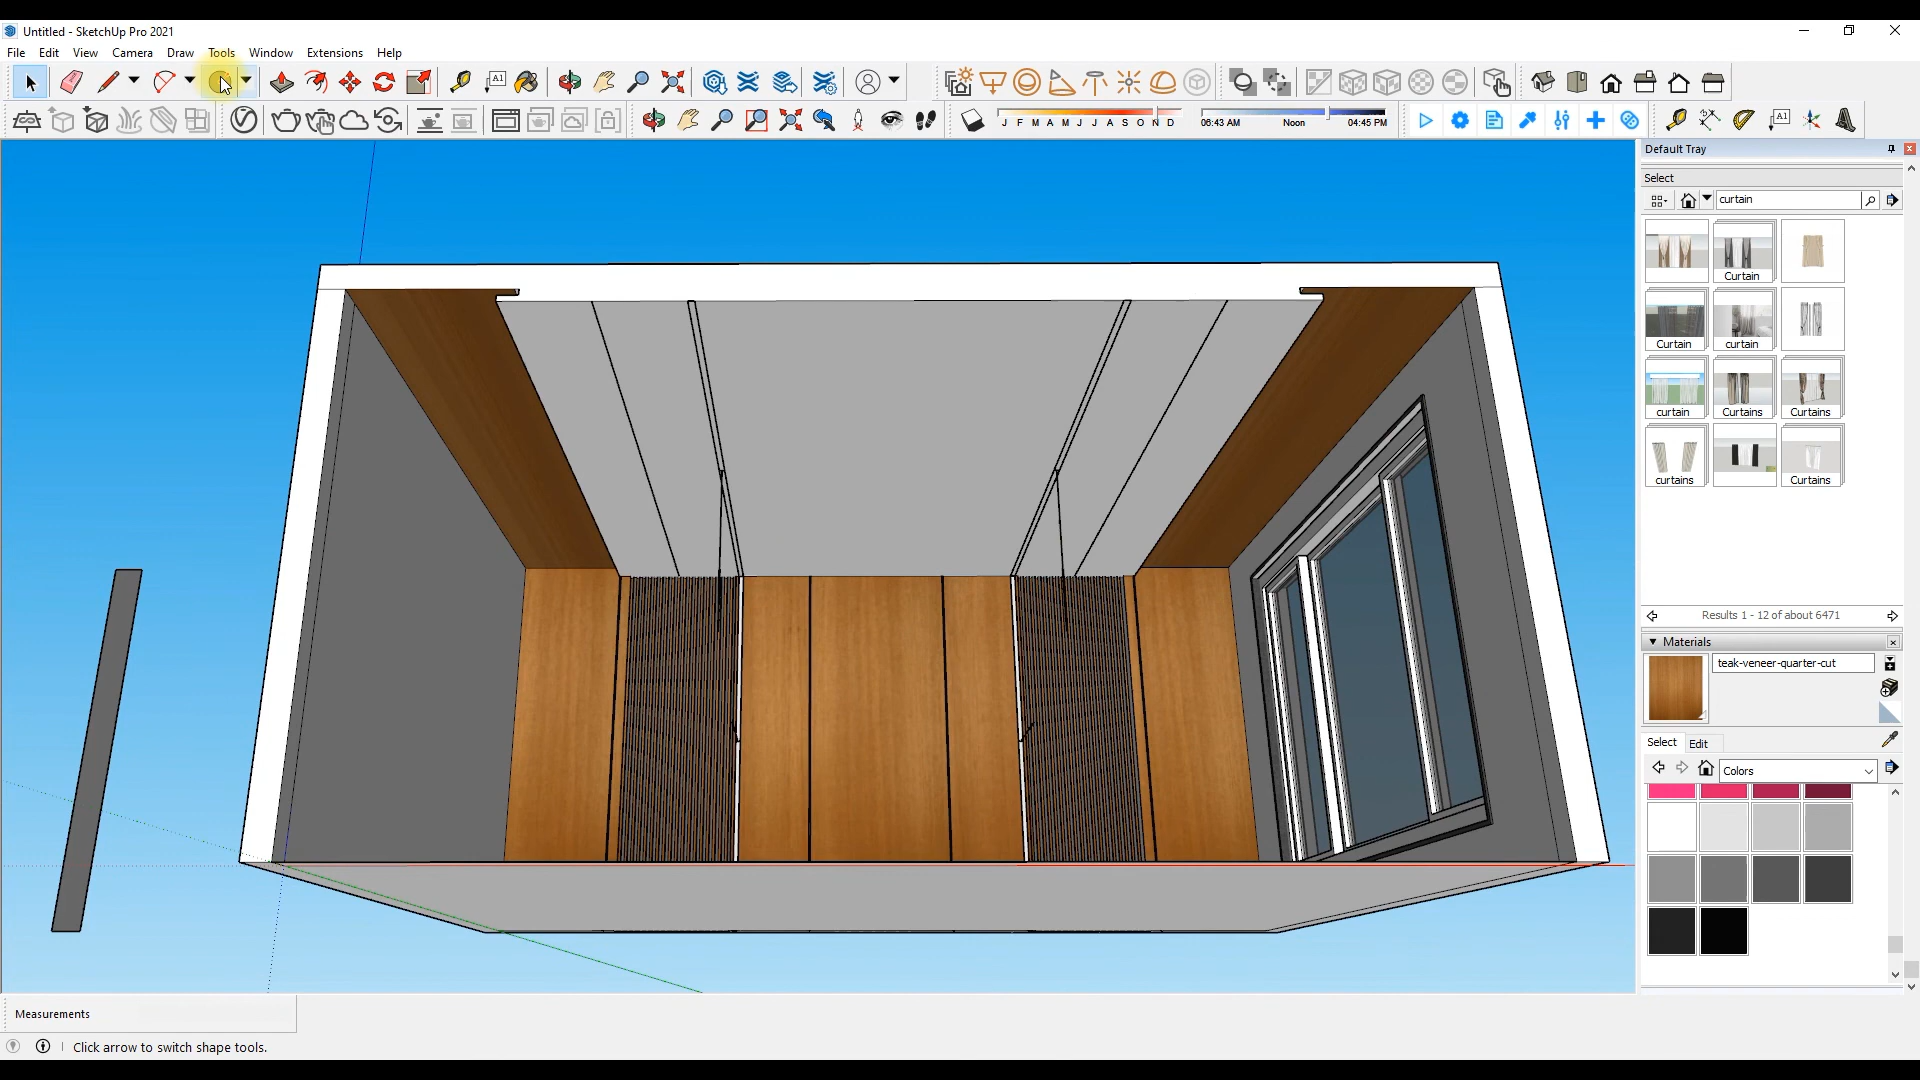 Untitled - SketchUp Pro 2021
File Edit View Camera Draw Tools Window Extensions Help
A1
J F M A M J J A S O N D
06:43 AM Noon 04:45 PM
A1
Default Tray
Select
curtain
Curtain
Curtain curtain
curtain Curtains Curtains
curtains Curtains
Results 1 - 12 of about 6471
Materials
teak-veneer-quarter-cut
Select Edit
Colors
Measurements
Click arrow to switch shape tools.